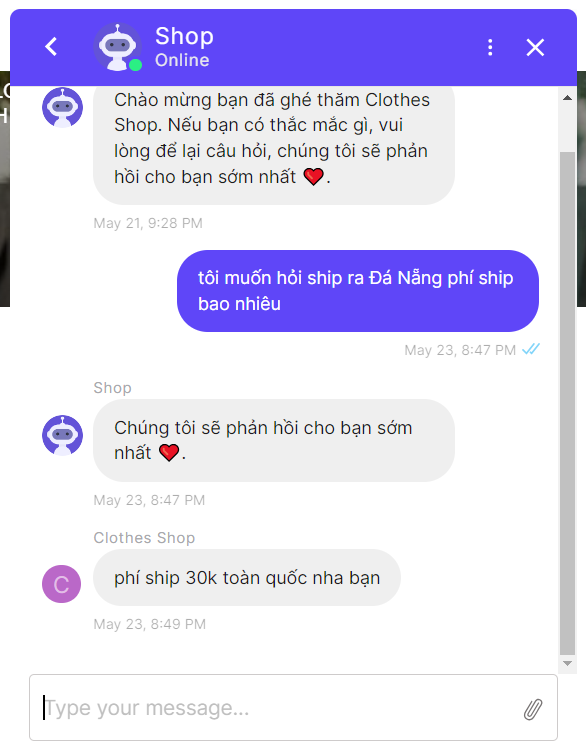 Shop
Online
Chào mừng bạn đã ghé thăm Clothes
Shop. Nếu bạn có thắc mắc gì, vui
lòng để lại câu hỏi, chúng tôi sẽ phản
hồi cho bạn sớm nhất ❤️.
May 21, 9:28 PM
tôi muốn hỏi ship ra Đá Nẵng phí ship
bao nhiêu
May 23, 8:47 PM
Shop
Chúng tôi sẽ phản hồi cho bạn sớm
nhất ❤️.
May 23, 8:47 PM
Clothes Shop
C
phí ship 30k toàn quốc nha bạn
May 23, 8:49 PM
Type your message...